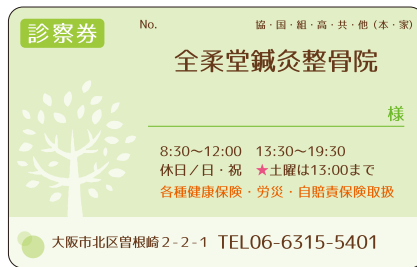 診察券
No.
協・国・組・高・共・他（本・家）
全柔堂鍼灸整骨院
様
8:30〜12:00 13:30〜19:30
休日／日・祝 ★土曜は13:00まで
各種健康保険・労災・自賠責保険取扱
大阪市北区曽根崎2-2-1 TEL06-6315-5401